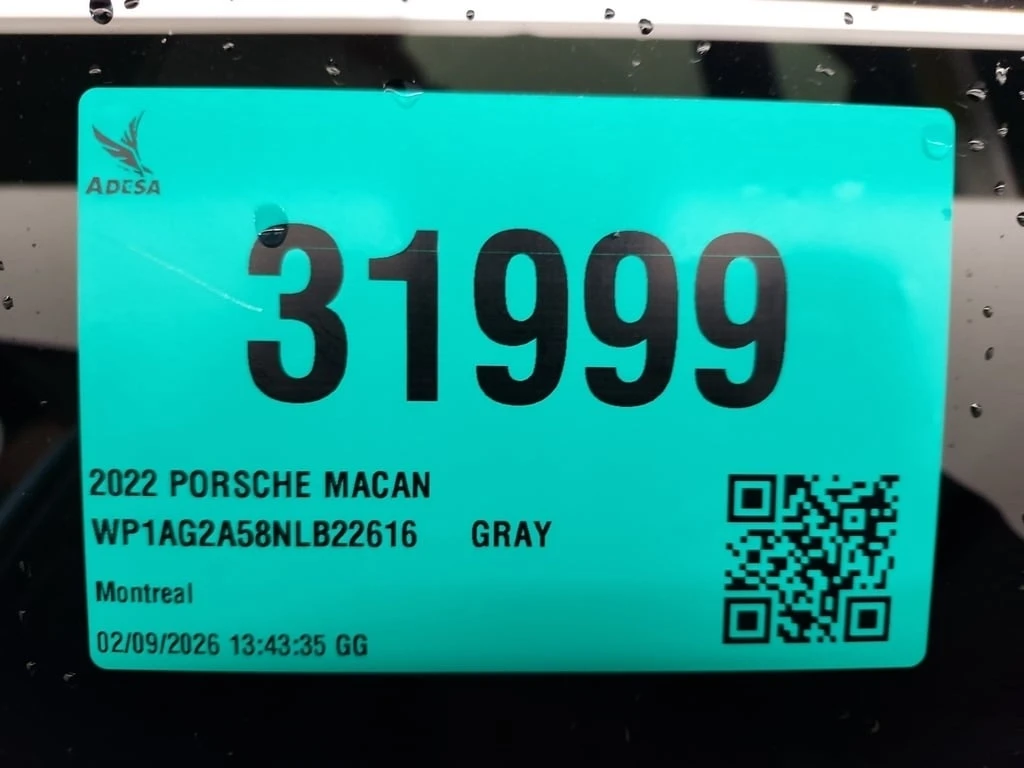 ADESA
31999
2022 PORSCHE MACAN
WP1AG2A58NLB22616 GRAY
Montreal
02/09/2026 13:43:35 GG